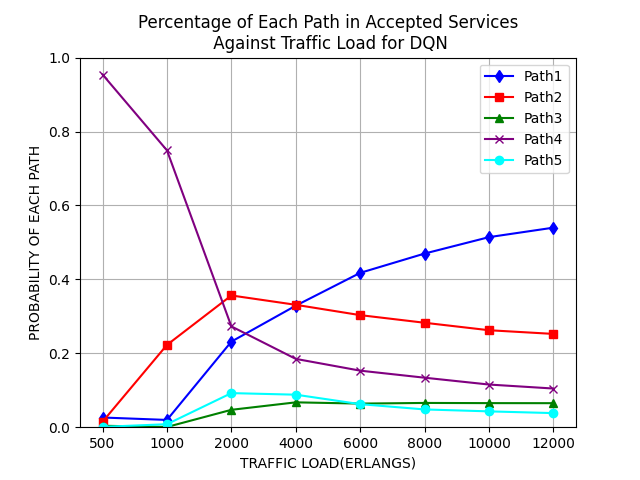 Percentage of Each Path in Accepted Services
Against Traffic Load for DQN
PROBABILITY OF EACH PATH
1.0
0.8
0.6
0.4
0.2
0.0
Path1
Path2
Path3
Path4
Path5
500 1000 2000 4000 6000 8000 10000 12000
TRAFFIC LOAD(ERLANGS)